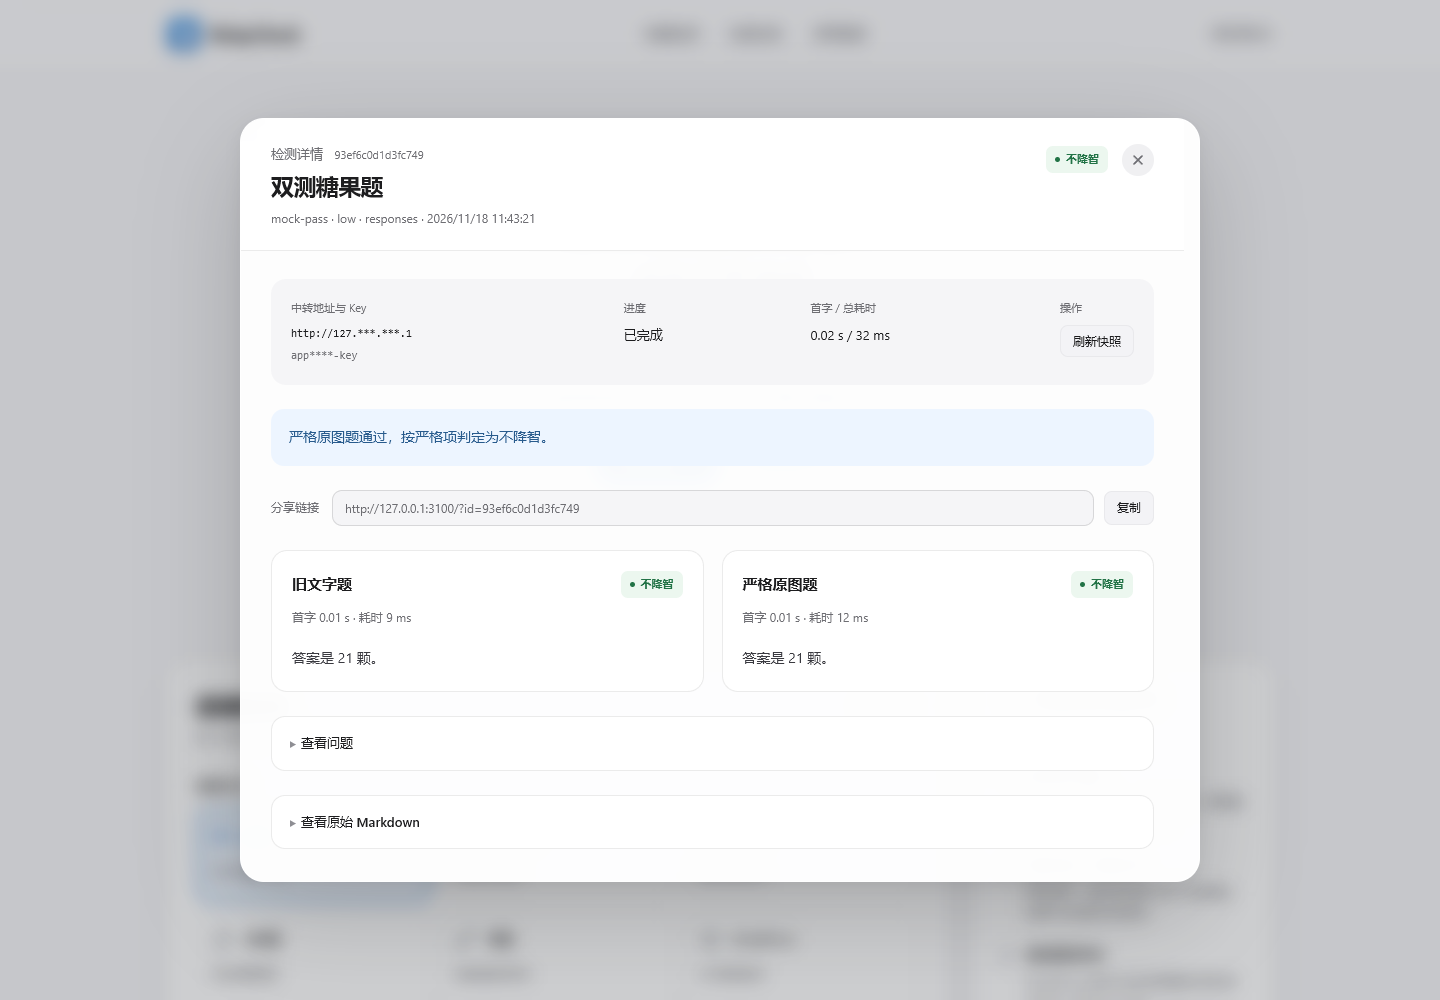 检测详情 93ef6c0d1d3fc749
不降智
双测糖果题
mock-pass · low · responses · 2026/11/18 11:43:21
中转地址与 Key
http://127.***.***.1
app****-key
进度
已完成
首字 / 总耗时
0.02 s / 32 ms
操作
刷新快照
严格原图题通过，按严格项判定为不降智。
分享链接 http://127.0.0.1:3100/?id=93ef6c0d1d3fc749 复制
旧文字题 不降智
首字 0.01 s · 耗时 9 ms
答案是 21 颗。
严格原图题 不降智
首字 0.01 s · 耗时 12 ms
答案是 21 颗。
查看问题
查看原始 Markdown